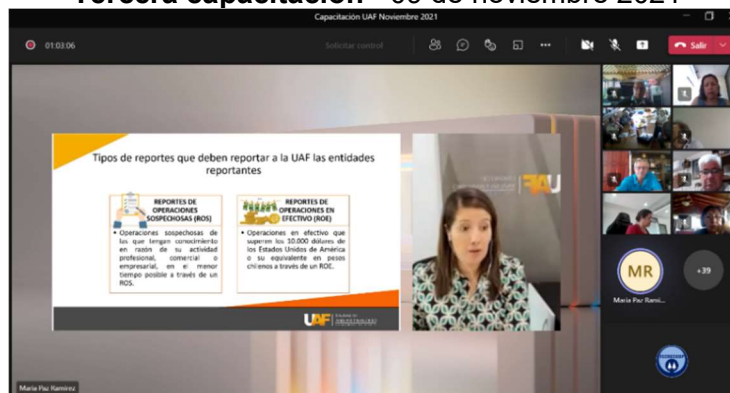 Tercera capacitación
de noviembre 2021
Capacitación UAF Noviembre 2021
01:03:06
Solicitar control
Salir
Tipos de reportes que deben reportar a la UAF las entidades
reportantes
REPORTES DE
OPERACIONES
SOSPECHOSAS (ROS)
• Operaciones sospechosas de
las que tengan conocimiento
en razón de su actividad
profesional, comercial o
empresarial, en el menor
tiempo posible a través de un
ROS.
REPORTES DE
OPERACIONES EN
EFECTIVO (ROE)
• Operaciones en efectivo que
superen los 10.000 dólares de
los Estados Unidos de América
o su equivalente en pesos
chilenos a través de un ROE.
UAF
UAF
MR
+39
Maria Paz Rami...
Maria Paz Ramírez